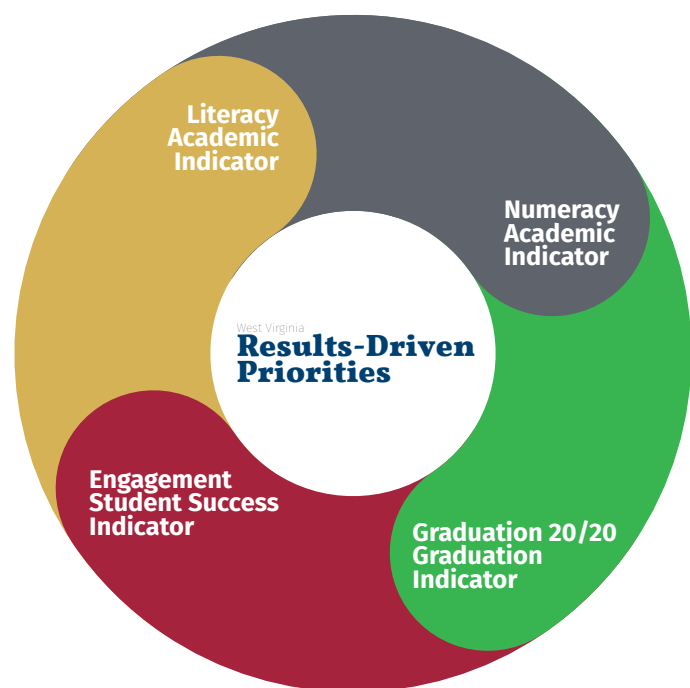 Literacy
Academic
Indicator
Numeracy
Academic
Indicator
West Virginia
Results-Driven
Priorities
Engagement
Student Success
Indicator
Graduation 20/20
Graduation
Indicator